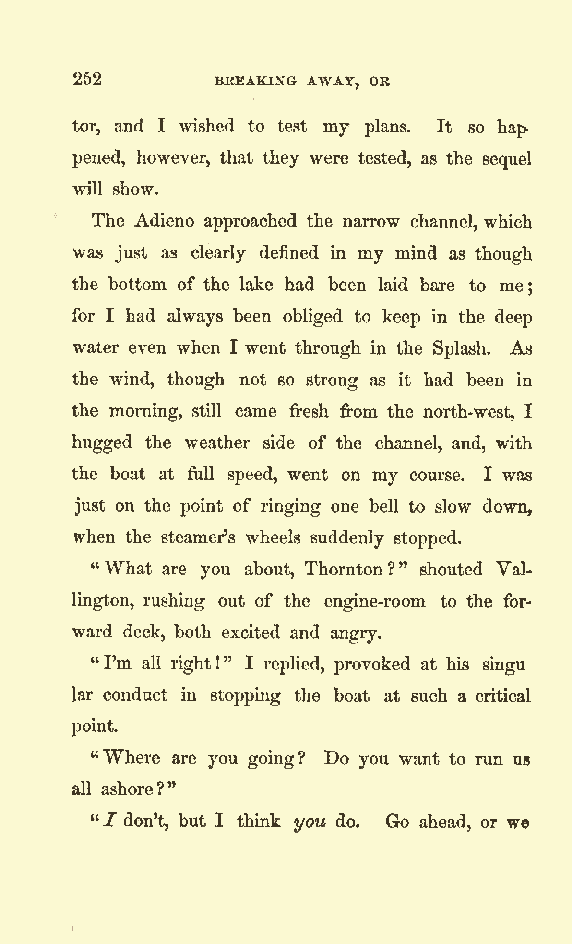 252 BREAKING AWAY, OR
tor, and I wished to test my plans. It so hap-
pened, however, that they were tested, as the sequel
will show.
The Adieno approached the narrow channel, which
was just as clearly defined in my mind as though
the bottom of the lake had been laid bare to me;
for I had always been obliged to keep in the deep
water even when I went through in the Splash. As
the wind, though not so strong as it had been in
the morning, still came fresh from the north-west, I
hugged the weather side of the channel, and, with
the boat at full speed, went on my course. I was
just on the point of ringing one bell to slow down,
when the steamer's wheels suddenly stopped.
"What are you about, Thornton?" shouted Val-
lington, rushing out of the engine-room to the for-
ward deck, both excited and angry.
"I'm all right!" I replied, provoked at his singu
lar conduct in stopping the boat at such a critical
point.
"Where are you going? Do you want to run us
all ashore?"
"I don't, but I think you do. Go ahead, or we